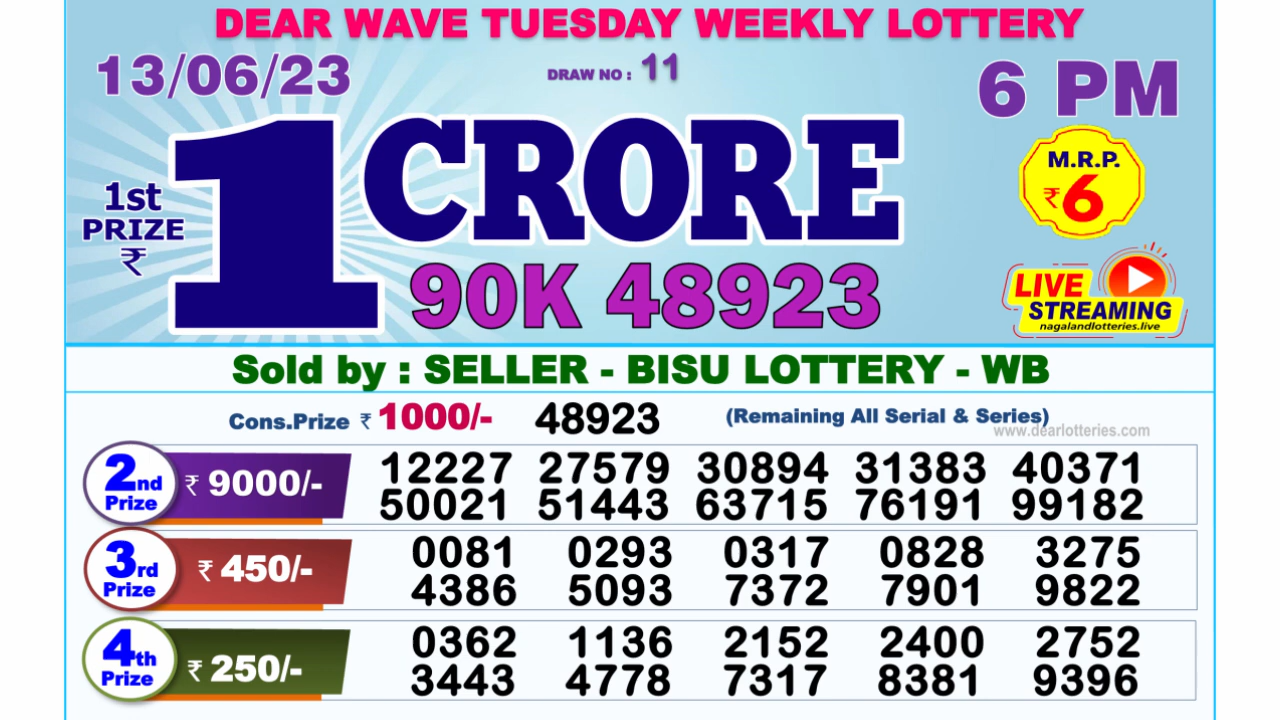 DEAR WAVE TUESDAY WEEKLY LOTTERY
13/06/23
DRAW NO : 11
6 PM
1st
PRIZE
₹
1 CRORE
90K 48923
M.R.P.
₹6
LIVE
STREAMING
nagalandlotteries.live
Sold by : SELLER - BISU LOTTERY - WB
Cons.Prize ₹ 1000/- 48923 (Remaining All Serial & Series)
www.dearlotteries.com
2nd Prize ₹ 9000/-
12227 27579 30894 31383 40371
50021 51443 63715 76191 99182
3rd Prize ₹ 450/-
0081 0293 0317 0828 3275
4386 5093 7372 7901 9822
4th Prize ₹ 250/-
0362 1136 2152 2400 2752
3443 4778 7317 8381 9396